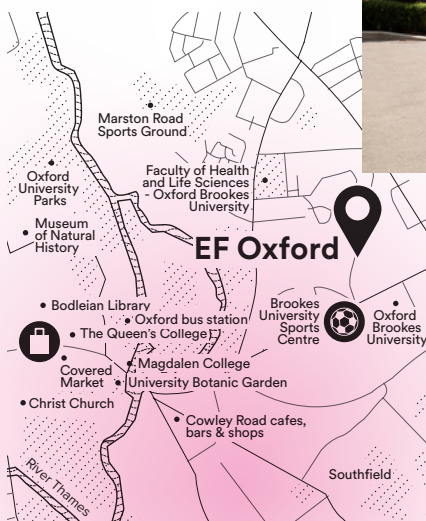 Marston Road
Sports Ground
Faculty of Health
and Life Sciences
- Oxford Brookes
University
Oxford
University
Parks
Museum
of Natural
History
EF Oxford
Bodleian Library
Oxford bus station
The Queen's College
Brookes
University
Sports
Centre
Oxford
Brookes
University
Covered
Market
Magdalen College
University Botanic Garden
Christ Church
Cowley Road cafes,
bars & shops
River Thames
Southfield